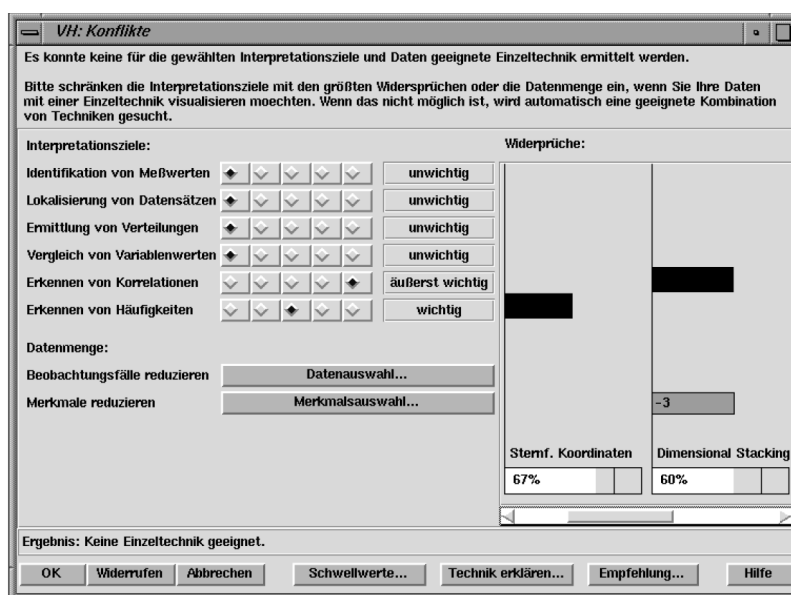 VH: Konflikte
Es konnte keine für die gewählten Interpretationsziele und Daten geeignete Einzeltechnik ermittelt werden.
Bitte schränken die Interpretationsziele mit den größten Widersprüchen oder die Datenmenge ein, wenn Sie Ihre Daten
mit einer Einzeltechnik visualisieren moechten. Wenn das nicht möglich ist, wird automatisch eine geeignete Kombination
von Techniken gesucht.
Interpretationsziele:
Widerprüche:
Identifikation von Meßwerten unwichtig
Lokalisierung von Datensätzen unwichtig
Ermittlung von Verteilungen unwichtig
Vergleich von Variablenwerten unwichtig
Erkennen von Korrelationen äußerst wichtig
Erkennen von Häufigkeiten wichtig
Datenmenge:
Beobachtungsfälle reduzieren Datenauswahl...
Merkmale reduzieren Merkmalsauswahl...
-3
Sternf. Koordinaten Dimensional Stacking
67% 60%
Ergebnis: Keine Einzeltechnik geeignet.
OK Widerrufen Abbrechen Schwellwerte... Technik erklären... Empfehlung... Hilfe